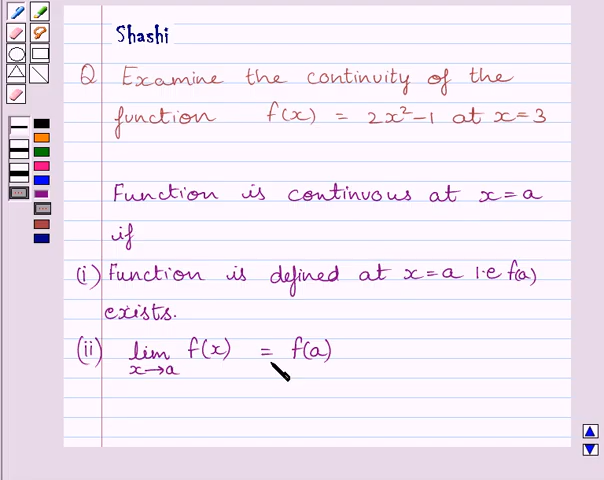 Shashi
Q Examine the continuity of the
function f(x) = 2x²-1 at x=3
Function is continuous at x=a
if
(i) Function is defined at x=a i.e f(a)
exists.
(ii) lim f(x) = f(a)
x→a